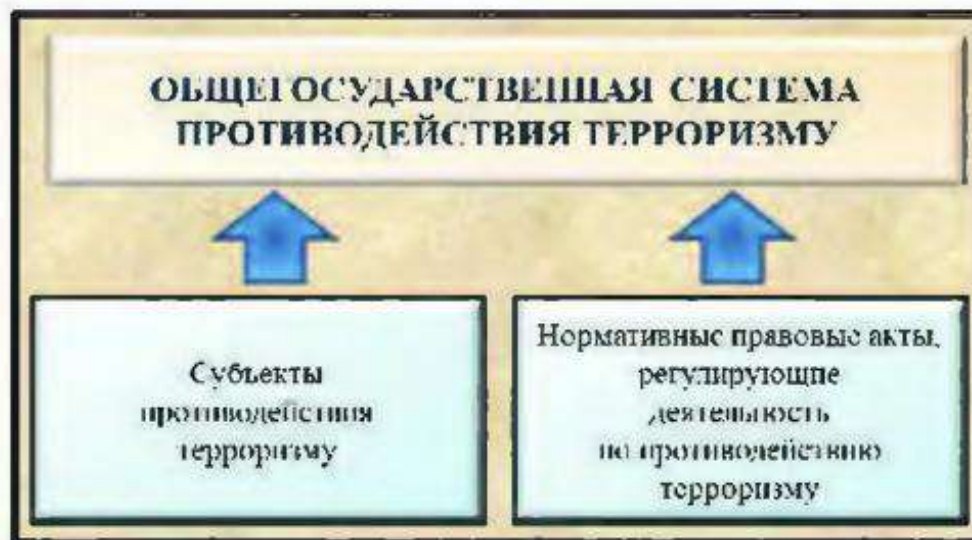 ОБЩЕГОСУДАРСТВЕННАЯ СИСТЕМА
ПРОТИВОДЕЙСТВИЯ ТЕРРОРИЗМУ
Субъекты
противодействия
терроризму
Нормативные правовые акты,
регулирующие
деятельность
по противодействию
терроризму